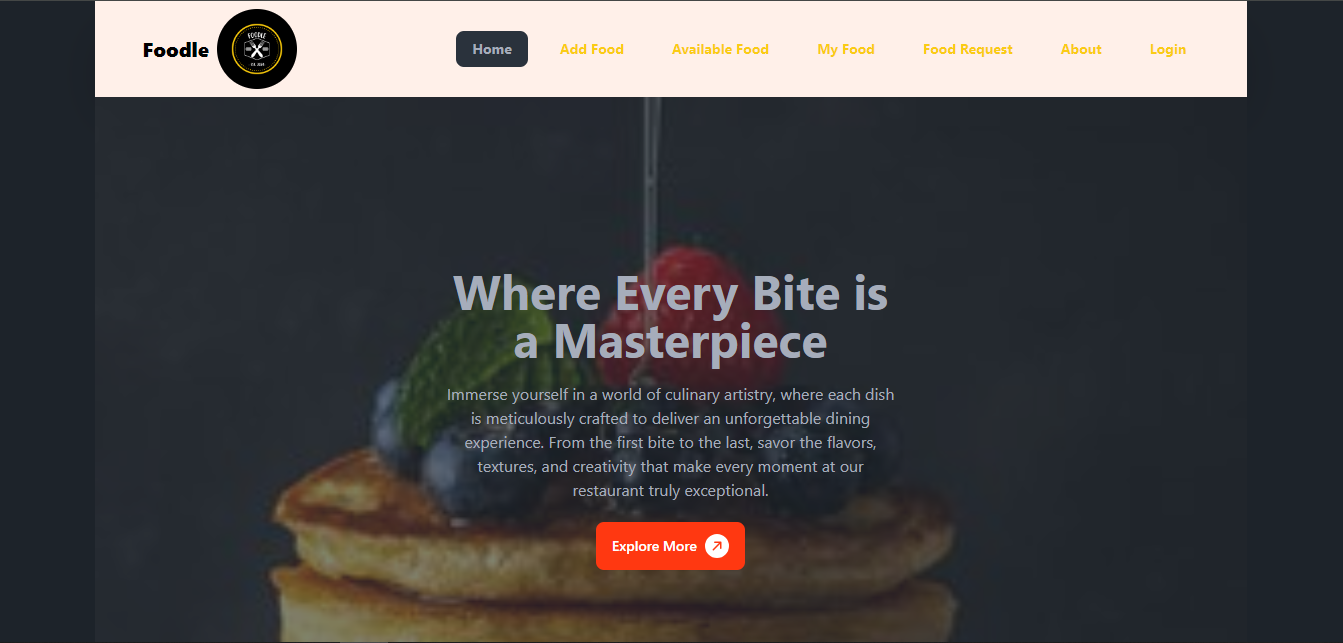 Foodle
FOODLE
Home
Add Food
Available Food
My Food
Food Request
About
Login
Where Every Bite is
a Masterpiece
Immerse yourself in a world of culinary artistry, where each dish
is meticulously crafted to deliver an unforgettable dining
experience. From the first bite to the last, savor the flavors,
textures, and creativity that make every moment at our
restaurant truly exceptional.
Explore More